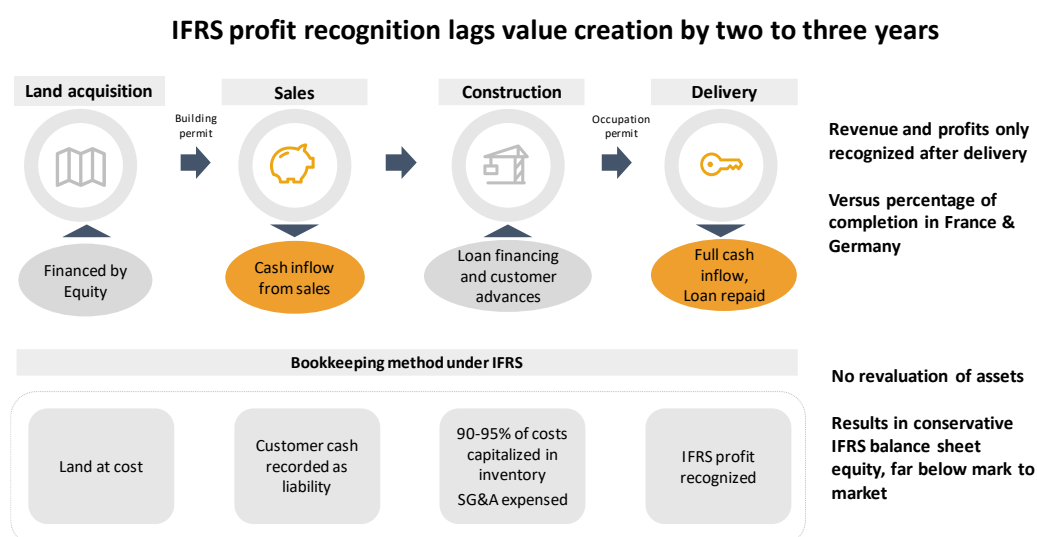 IFRS profit recognition lags value creation by two to three years
Land acquisition
Sales
Construction
Delivery
Building
permit
Occupation
permit
Financed by
Equity
Cash inflow
from sales
Loan financing
and customer
advances
Full cash
inflow,
Loan repaid
Revenue and profits only
recognized after delivery
Versus percentage of
completion in France &
Germany
Bookkeeping method under IFRS
Land at cost
Customer cash
recorded as
liability
90-95% of costs
capitalized in
inventory
SG&A expensed
IFRS profit
recognized
No revaluation of assets
Results in conservative
IFRS balance sheet
equity, far below mark to
market